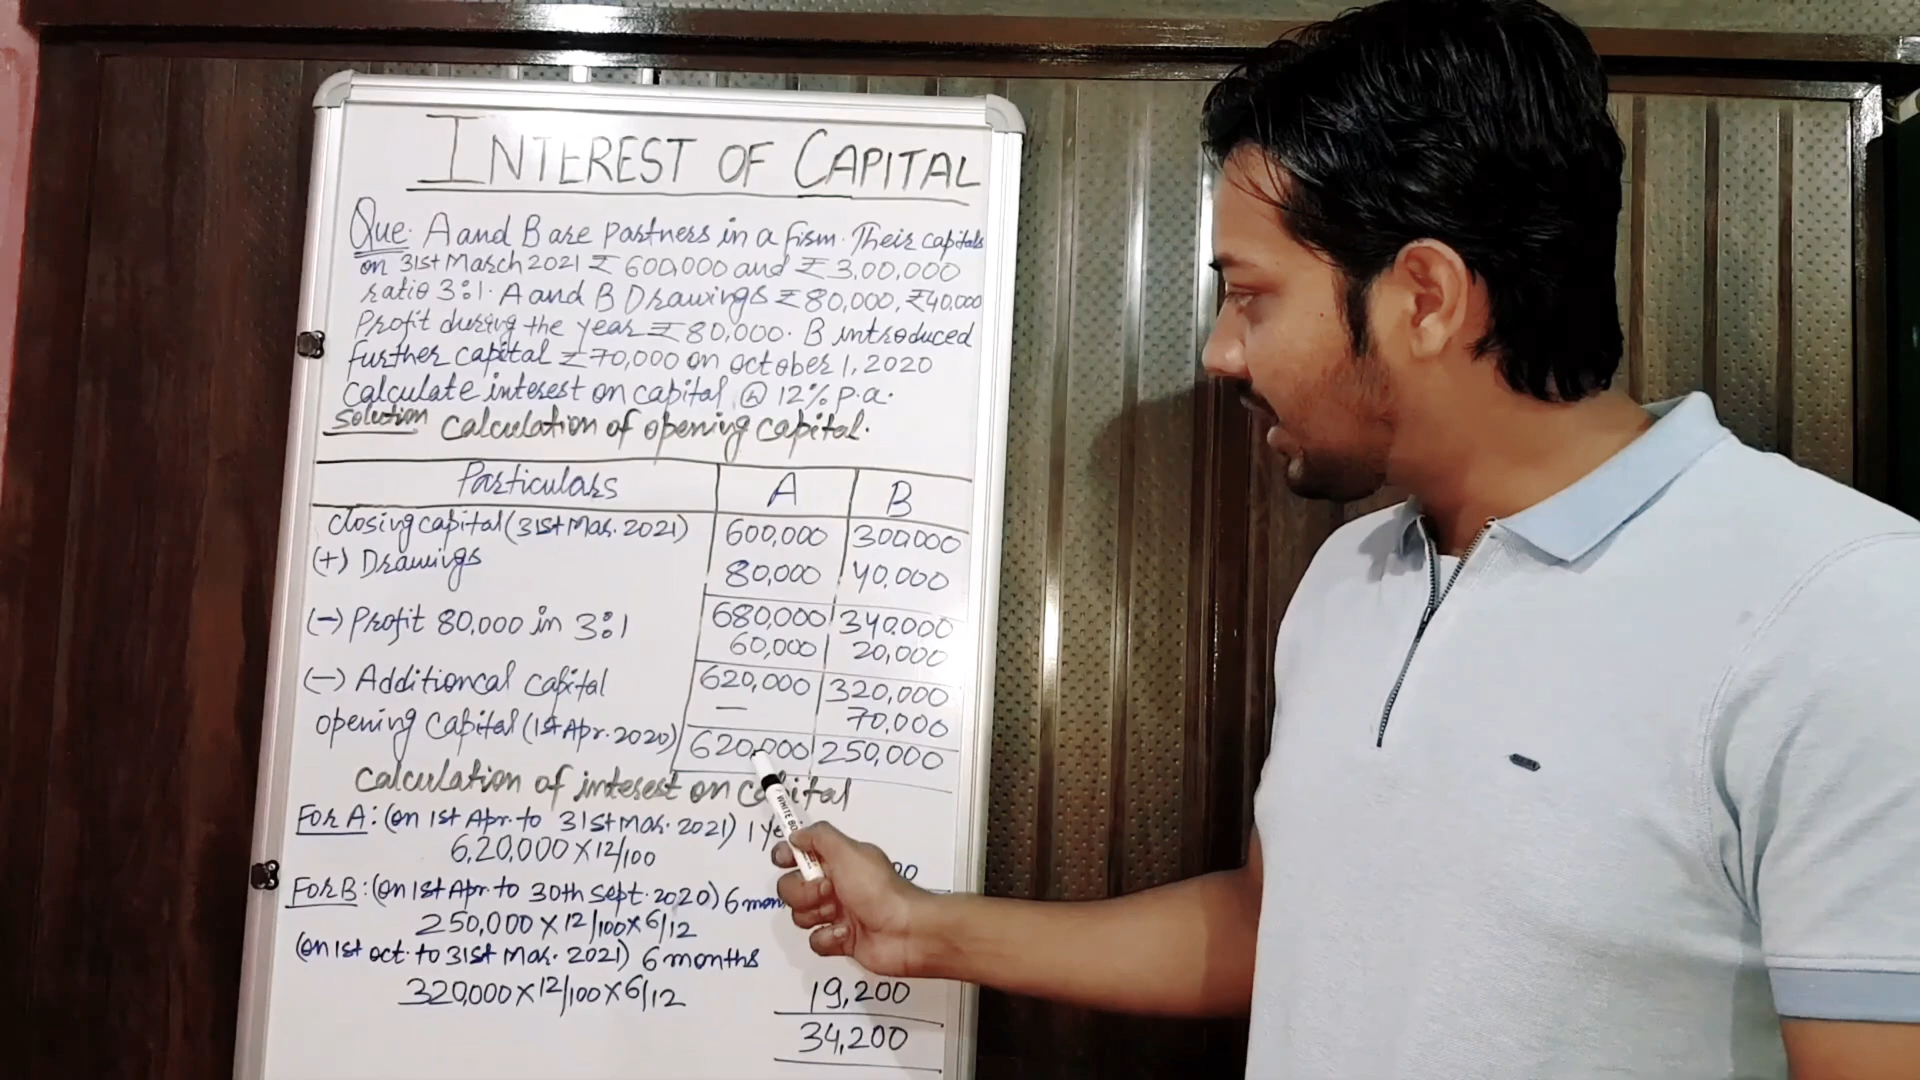 INTEREST OF CAPITAL
Que. A and B are partners in a firm. Their capitals
on 31st March 2021 ₹ 600,000 and ₹ 3,00,000
ratio 3:1. A and B Drawings ₹ 80,000, ₹40,000
Profit during the year ₹ 80,000. B introduced
further capital ₹ 70,000 on october 1, 2020
calculate interest on capital @ 12% p.a.
Solution calculation of opening capital.
Particulars A B
closing capital (31st Mar. 2021) 600,000 300,000
(+) Drawings 80,000 40,000
680,000 340,000
(-) Profit 80,000 in 3:1 60,000 20,000
620,000 320,000
(-) Additioncal capital — 70,000
opening capital (1st Apr. 2020) 620,000 250,000
calculation of interest on capital
For A: (on 1st Apr. to 31st Mar. 2021) 1
6,20,000 X 12/100
For B: (on 1st Apr. to 30th Sept. 2020) 6
250,000 X 12/100 X 6/12
(on 1st oct. to 31st Mar. 2021) 6 months
320,000 X 12/100 X 6/12 19,200
34,200